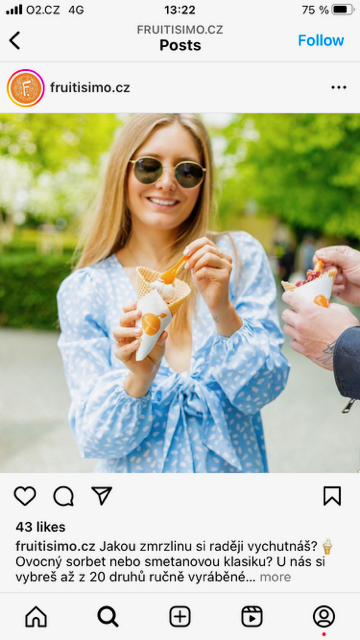 O2.CZ 4G 13:22 75 %
FRUITISIMO.CZ
Posts
Follow
fruitisimo.cz
43 likes
fruitisimo.cz Jakou zmrzlinu si raději vychutnáš? 🍦
Ovocný sorbet nebo smetanovou klasiku? U nás si
vybreš až z 20 druhů ručně vyráběné... more